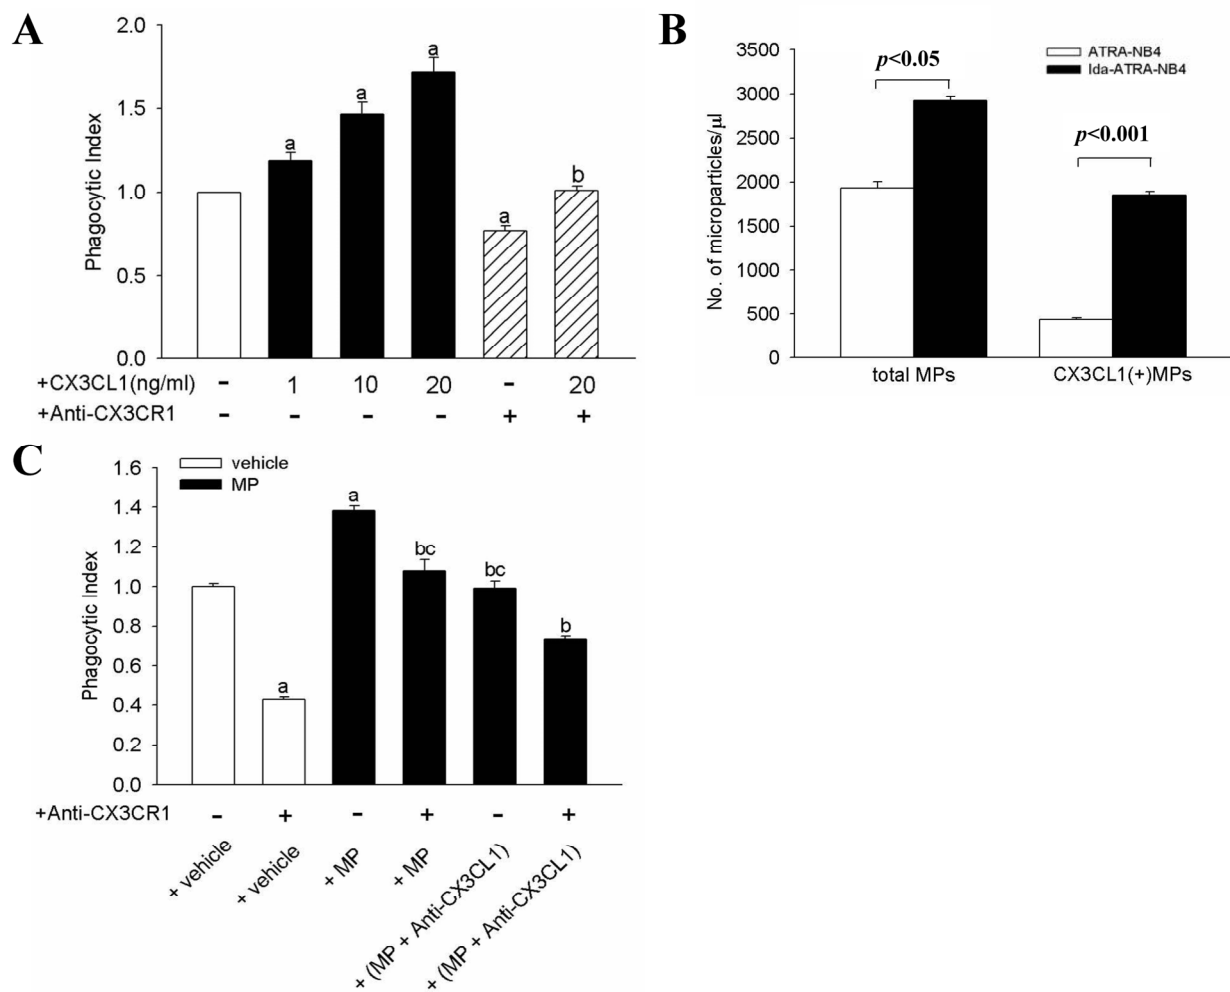 A
Phagocytic Index
2.0
1.5
1.0
0.5
0.0
a
a
a
a
b
+CX3CL1(ng/ml) - 1 10 20 - 20
+Anti-CX3CR1 - - - - + +
B
No. of microparticles/µl
3500
3000
2500
2000
1500
1000
500
0
ATRA-NB4
Ida-ATRA-NB4
p<0.05
p<0.001
total MPs CX3CL1(+)MPs
C
Phagocytic Index
1.6
1.4
1.2
1.0
0.8
0.6
0.4
0.2
0.0
vehicle
MP
a
a
bc
bc
b
+Anti-CX3CR1 - + - + - +
+ vehicle
+ vehicle
+ MP
+ MP
+ (MP + Anti-CX3CL1)
+ (MP + Anti-CX3CL1)